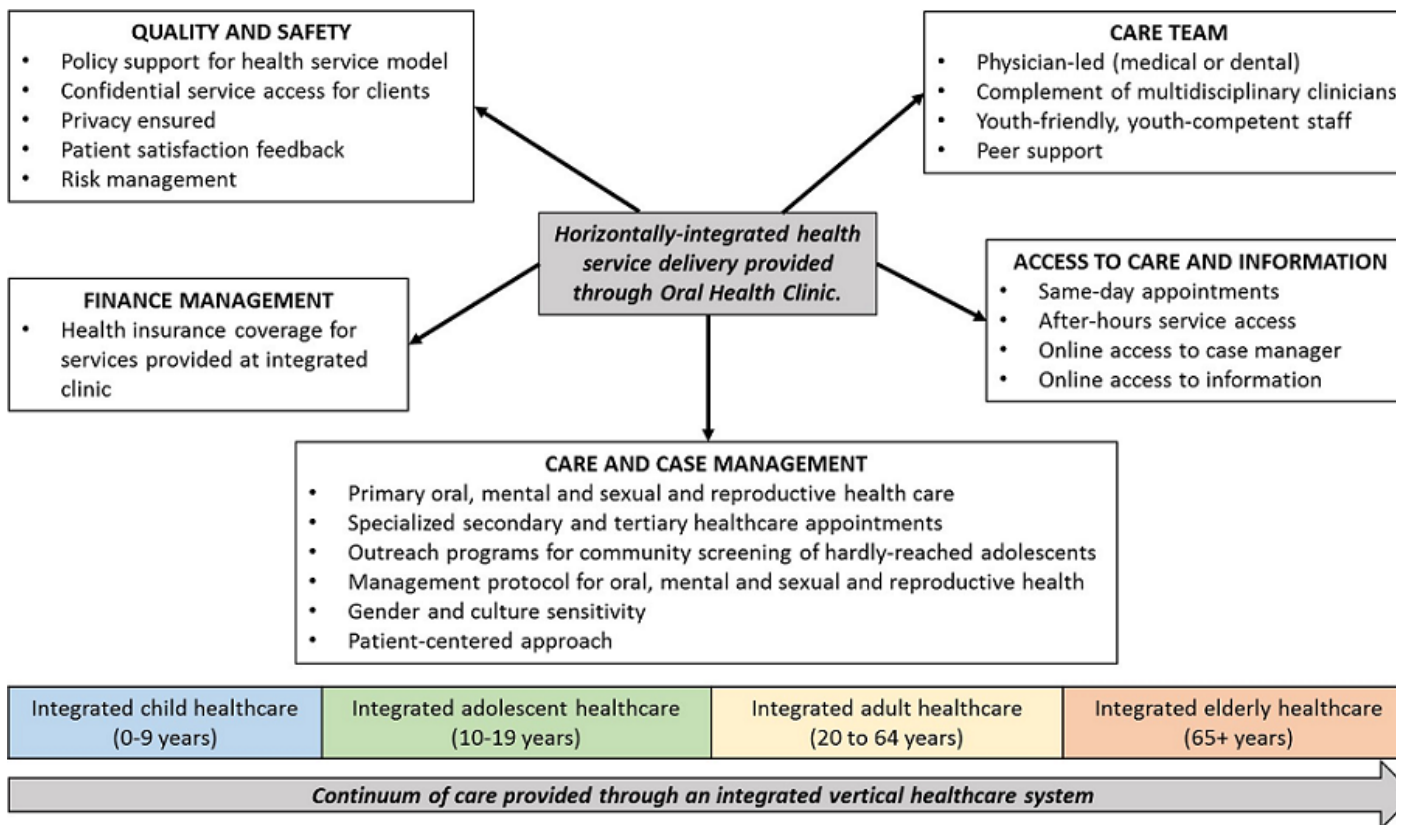 QUALITY AND SAFETY
• Policy support for health service model
• Confidential service access for clients
• Privacy ensured
• Patient satisfaction feedback
• Risk management
CARE TEAM
• Physician-led (medical or dental)
• Complement of multidisciplinary clinicians
• Youth-friendly, youth-competent staff
• Peer support
Horizontally-integrated health
service delivery provided
through Oral Health Clinic.
FINANCE MANAGEMENT
• Health insurance coverage for
services provided at integrated
clinic
ACCESS TO CARE AND INFORMATION
• Same-day appointments
• After-hours service access
• Online access to case manager
• Online access to information
CARE AND CASE MANAGEMENT
• Primary oral, mental and sexual and reproductive health care
• Specialized secondary and tertiary healthcare appointments
• Outreach programs for community screening of hardly-reached adolescents
• Management protocol for oral, mental and sexual and reproductive health
• Gender and culture sensitivity
• Patient-centered approach
Integrated child healthcare
(0-9 years)
Integrated adolescent healthcare
(10-19 years)
Integrated adult healthcare
(20 to 64 years)
Integrated elderly healthcare
(65+ years)
Continuum of care provided through an integrated vertical healthcare system